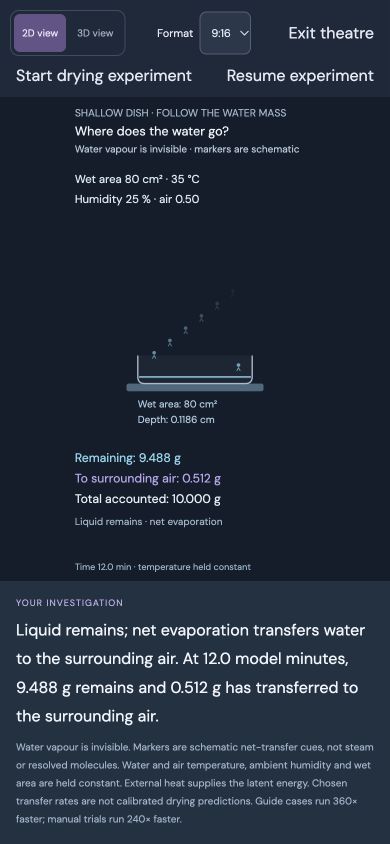 2D view
3D view
Format
9:16
Exit theatre
Start drying experiment
Resume experiment
SHALLOW DISH · FOLLOW THE WATER MASS
Where does the water go?
Water vapour is invisible · markers are schematic
Wet area 80 cm² · 35 °C
Humidity 25 % · air 0.50
Wet area: 80 cm²
Depth: 0.1186 cm
Remaining: 9.488 g
To surrounding air: 0.512 g
Total accounted: 10.000 g
Liquid remains · net evaporation
Time 12.0 min · temperature held constant
YOUR INVESTIGATION
Liquid remains; net evaporation transfers water
to the surrounding air. At 12.0 model minutes,
9.488 g remains and 0.512 g has transferred to
the surrounding air.
Water vapour is invisible. Markers are schematic net-transfer cues, not steam
or resolved molecules. Water and air temperature, ambient humidity and wet
area are held constant. External heat supplies the latent energy. Chosen
transfer rates are not calibrated drying predictions. Guide cases run 360×
faster; manual trials run 240× faster.